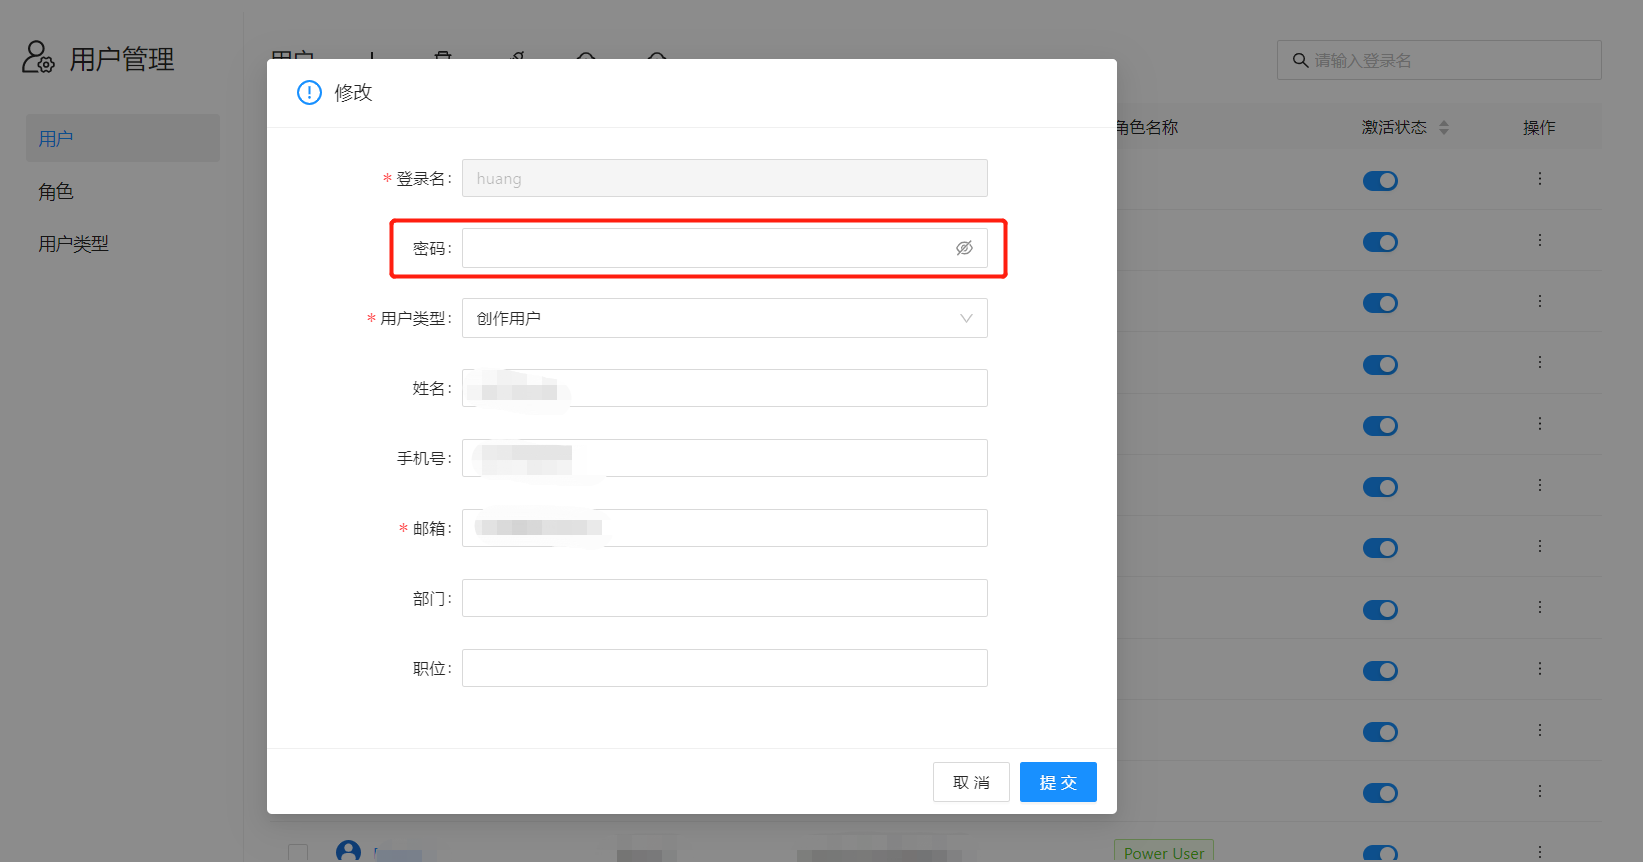 用户管理
用户
请输入登录名
修改
用户
角色
用户类型
角色名称
激活状态
操作
* 登录名:
huang
密码:
* 用户类型:
创作用户
姓名:
手机号:
* 邮箱:
部门:
职位:
取 消
提 交
Power User